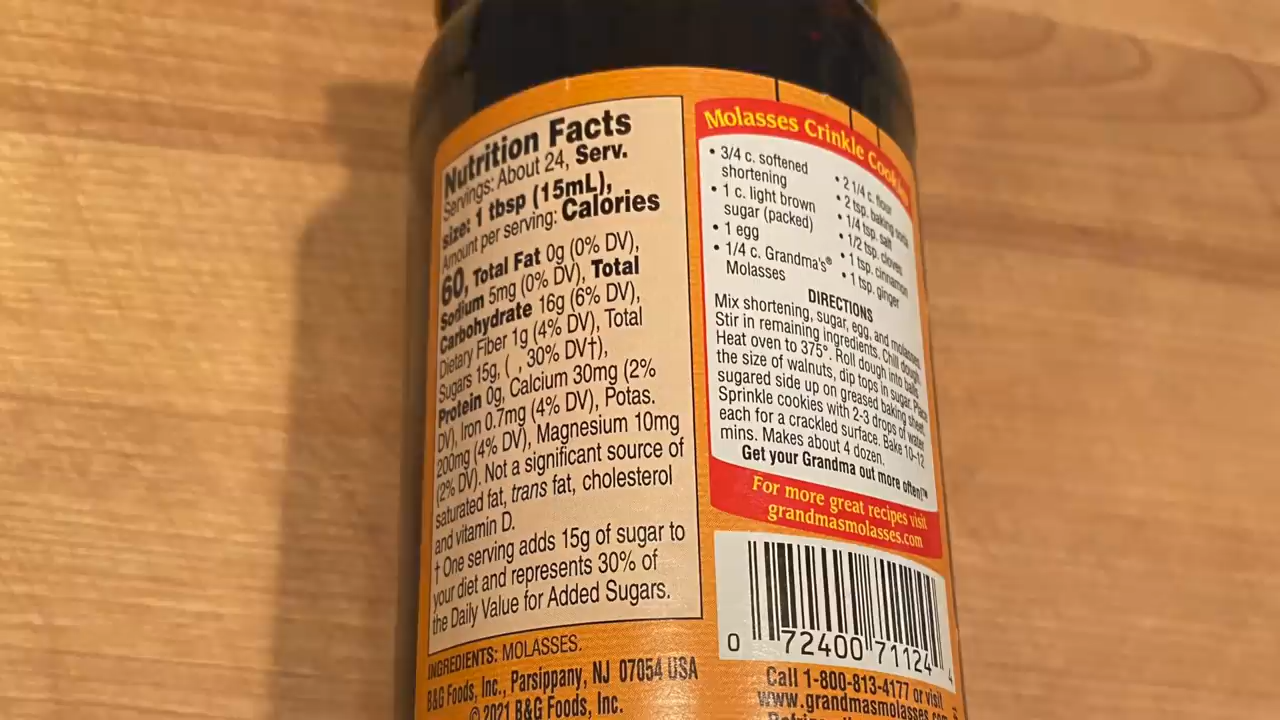 Nutrition Facts
Servings: About 24, Serv.
size: 1 tbsp (15mL),
Amount per serving: Calories
60, Total Fat 0g (0% DV),
Sodium 5mg (0% DV), Total
Carbohydrate 16g (6% DV),
Dietary Fiber 1g (4% DV), Total
Sugars 15g, ( , 30% DV†),
Protein 0g, Calcium 30mg (2%
DV), Iron 0.7mg (4% DV), Potas.
200mg (4% DV), Magnesium 10mg
(2% DV). Not a significant source of
saturated fat, trans fat, cholesterol
and vitamin D.
† One serving adds 15g of sugar to
your diet and represents 30% of
the Daily Value for Added Sugars.
INGREDIENTS: MOLASSES.
B&G Foods, Inc., Parsippany, NJ 07054 USA
© 2021 B&G Foods, Inc.
Molasses Crinkle Cookies
• 3/4 c. softened
shortening
• 1 c. light brown
sugar (packed)
• 1 egg
• 1/4 c. Grandma's®
Molasses
• 2 1/4 c. flour
• 2 tsp. baking soda
• 1/4 tsp. salt
• 1/2 tsp. cloves
• 1 tsp. cinnamon
• 1 tsp. ginger
DIRECTIONS
Mix shortening, sugar, egg, and molasses.
Stir in remaining ingredients. Chill dough.
Heat oven to 375°. Roll dough into balls
the size of walnuts, dip tops in sugar. Place
sugared side up on greased baking sheet.
Sprinkle cookies with 2-3 drops of water
each for a crackled surface. Bake 10-12
mins. Makes about 4 dozen.
Get your Grandma out more often!™
For more great recipes visit
grandmasmolasses.com
0 72400 71124 4
Call 1-800-813-4177 or visit
www.grandmasmolasses.com